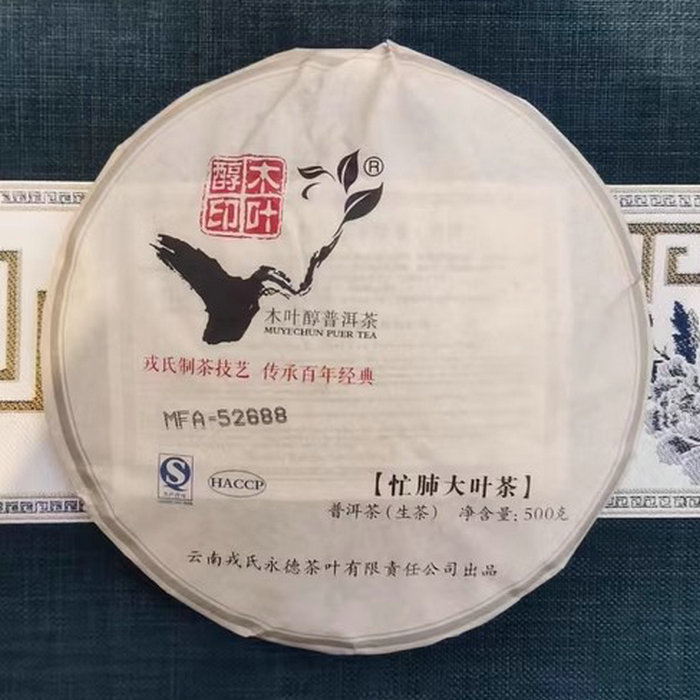 木叶
醇印
®
木叶醇普洱茶
MUYECHUN PUER TEA
戎氏制茶技艺 传承百年经典
MFA-52688
QS
HACCP
【忙肺大叶茶】
普洱茶(生茶) 净含量:500克
云南戎氏永德茶叶有限责任公司出品